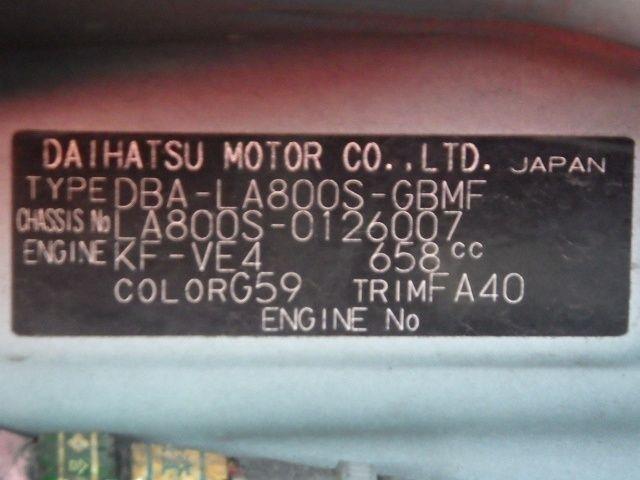 DAIHATSU MOTOR CO.,LTD. JAPAN
TYPE DBA-LA800S-GBMF
CHASSIS No LA800S-0126007
ENGINE KF-VE4 658cc
COLOR G59 TRIM FA40
ENGINE No